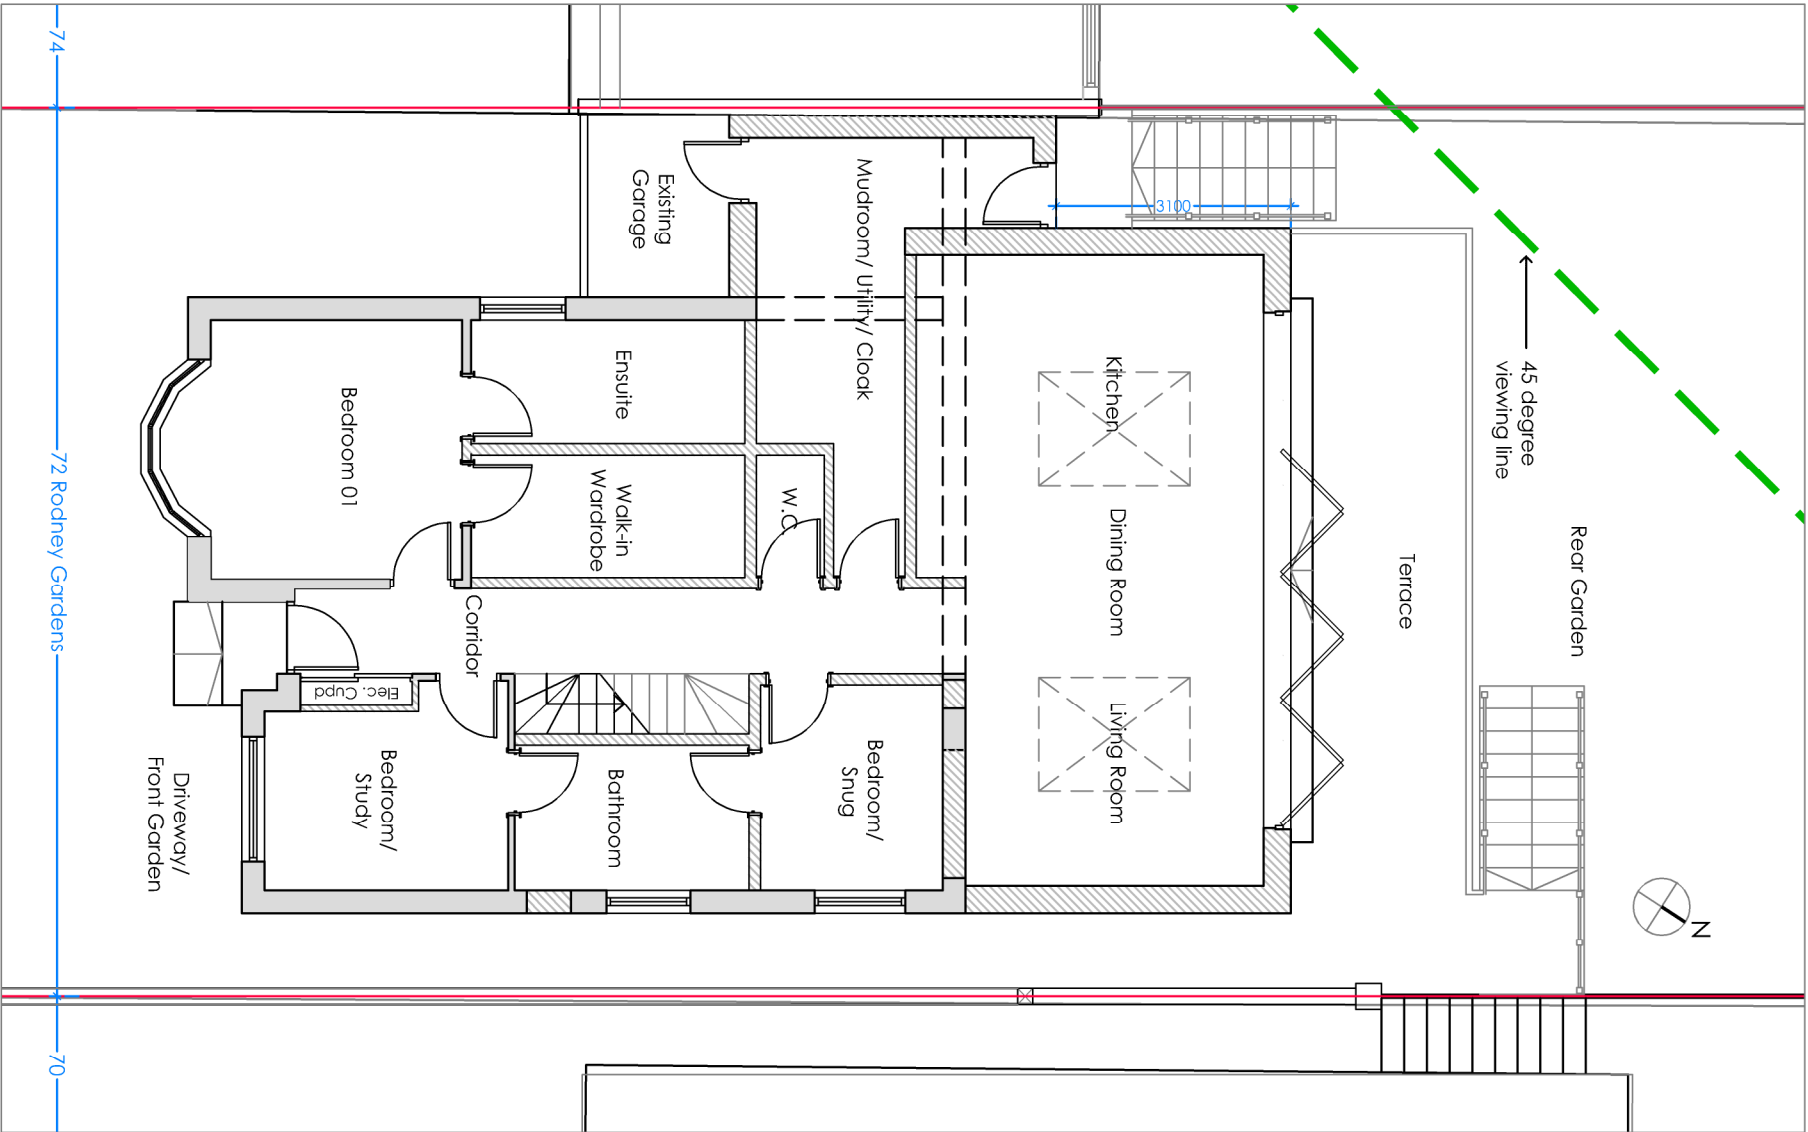 74
72 Rodney Gardens
70
Existing
Garage
Mudroom/ Utility/ Cloak
3100
45 degree
viewing line
Ensuite
Bedroom 01
Walk-in
Wardrobe
W.C.
Kitchen
Dining Room
Living Room
Terrace
Rear Garden
Corridor
Elec. Cupd
Bedroom/
Study
Bathroom
Bedroom/
Snug
Driveway/
Front Garden
N